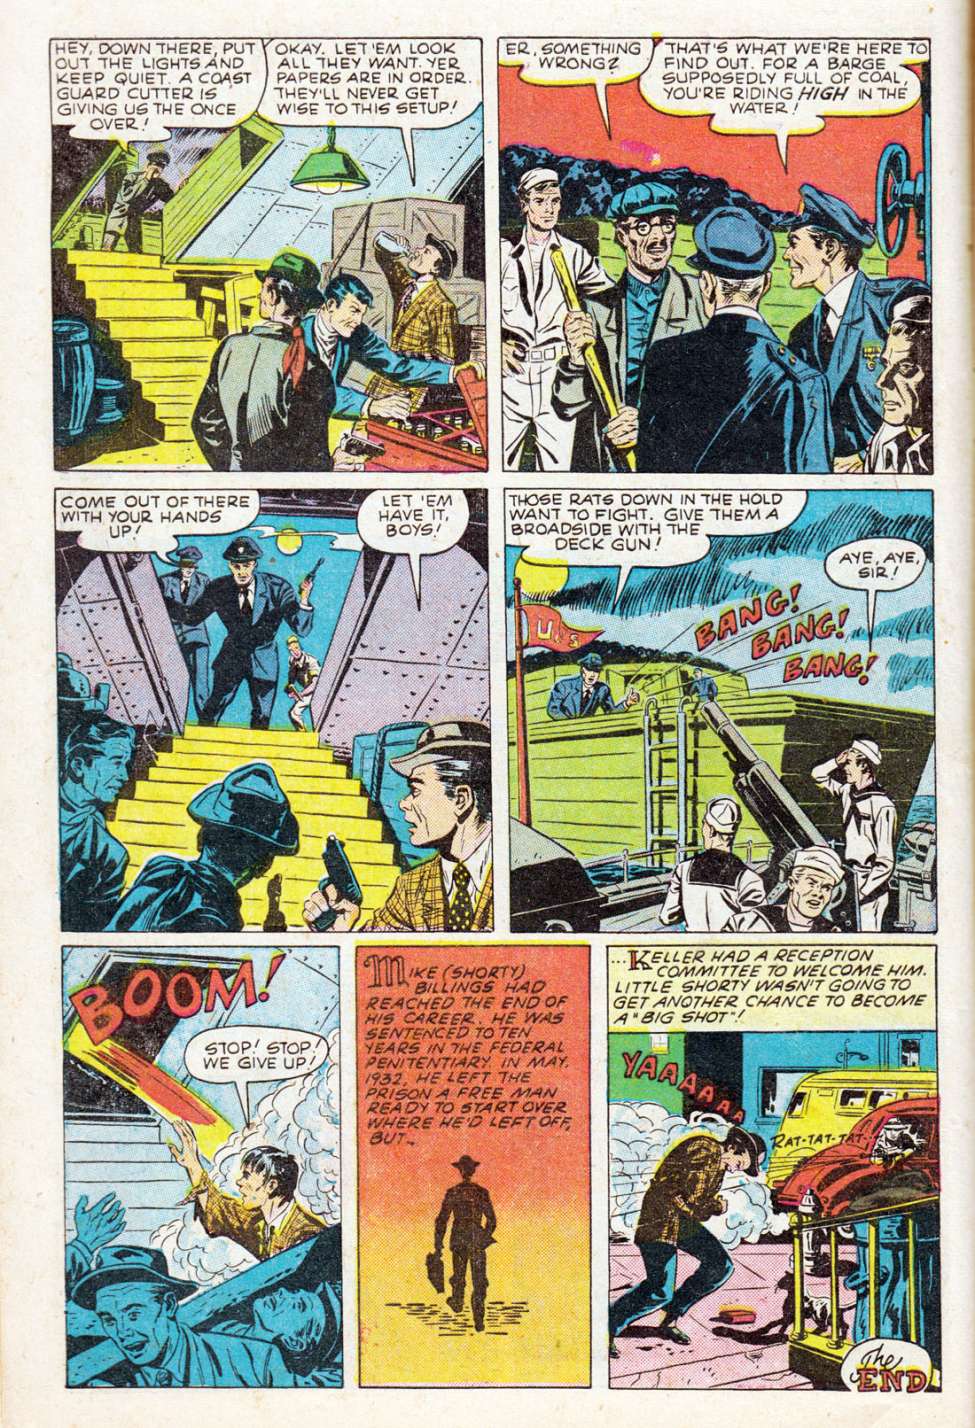 HEY, DOWN THERE, PUT
OUT THE LIGHTS AND
KEEP QUIET. A COAST
GUARD CUTTER IS
GIVING US THE ONCE
OVER!
OKAY. LET 'EM LOOK
ALL THEY WANT. YER
PAPERS ARE IN ORDER.
THEY'LL NEVER GET
WISE TO THIS SETUP!
ER, SOMETHING
WRONG?
THAT'S WHAT WE'RE HERE TO
FIND OUT. FOR A BARGE
SUPPOSEDLY FULL OF COAL,
YOU'RE RIDING HIGH IN THE
WATER!
COME OUT OF THERE
WITH YOUR HANDS
UP!
LET 'EM
HAVE IT,
BOYS!
THOSE RATS DOWN IN THE HOLD
WANT TO FIGHT. GIVE THEM A
BROADSIDE WITH THE
DECK GUN!
AYE, AYE,
SIR!
BANG!
BANG!
BANG!
U.S.
BOOM!
STOP! STOP!
WE GIVE UP!
MIKE (SHORTY)
BILLINGS HAD
REACHED THE END OF
HIS CAREER. HE WAS
SENTENCED TO TEN
YEARS IN THE FEDERAL
PENITENTIARY. IN MAY,
1932, HE LEFT THE
PRISON A FREE MAN
READY TO START OVER
WHERE HE'D LEFT OFF,
BUT...
...KELLER HAD A RECEPTION
COMMITTEE TO WELCOME HIM.
LITTLE SHORTY WASN'T GOING TO
GET ANOTHER CHANCE TO BECOME
A "BIG SHOT"!
YAAAAAAA
RAT-TAT-TAT...
The
END